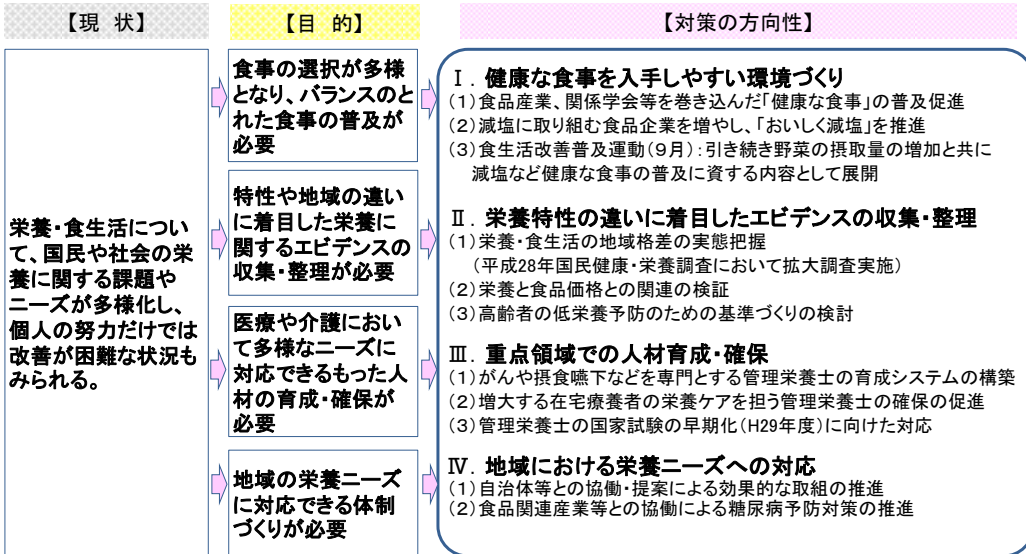 【現 状】
【目 的】
【対策の方向性】
栄養・食生活につい
て、国民や社会の栄
養に関する課題や
ニーズが多様化し、
個人の努力だけでは
改善が困難な状況も
みられる。
食事の選択が多様
となり、バランスのと
れた食事の普及が
必要
特性や地域の違い
に着目した栄養に
関するエビデンスの
収集・整理が必要
医療や介護におい
て多様なニーズに
対応できるもった人
材の育成・確保が
必要
地域の栄養ニーズ
に対応できる体制
づくりが必要
Ⅰ．健康な食事を入手しやすい環境づくり
(1)食品産業、関係学会等を巻き込んだ「健康な食事」の普及促進
(2)減塩に取り組む食品企業を増やし、「おいしく減塩」を推進
(3)食生活改善普及運動(9月)：引き続き野菜の摂取量の増加と共に
減塩など健康な食事の普及に資する内容として展開
Ⅱ．栄養特性の違いに着目したエビデンスの収集・整理
(1)栄養・食生活の地域格差の実態把握
(平成28年国民健康・栄養調査において拡大調査実施)
(2)栄養と食品価格との関連の検証
(3)高齢者の低栄養予防のための基準づくりの検討
Ⅲ．重点領域での人材育成・確保
(1)がんや摂食嚥下などを専門とする管理栄養士の育成システムの構築
(2)増大する在宅療養者の栄養ケアを担う管理栄養士の確保の促進
(3)管理栄養士の国家試験の早期化(H29年度)に向けた対応
Ⅳ．地域における栄養ニーズへの対応
(1)自治体等との協働・提案による効果的な取組の推進
(2)食品関連産業等との協働による糖尿病予防対策の推進